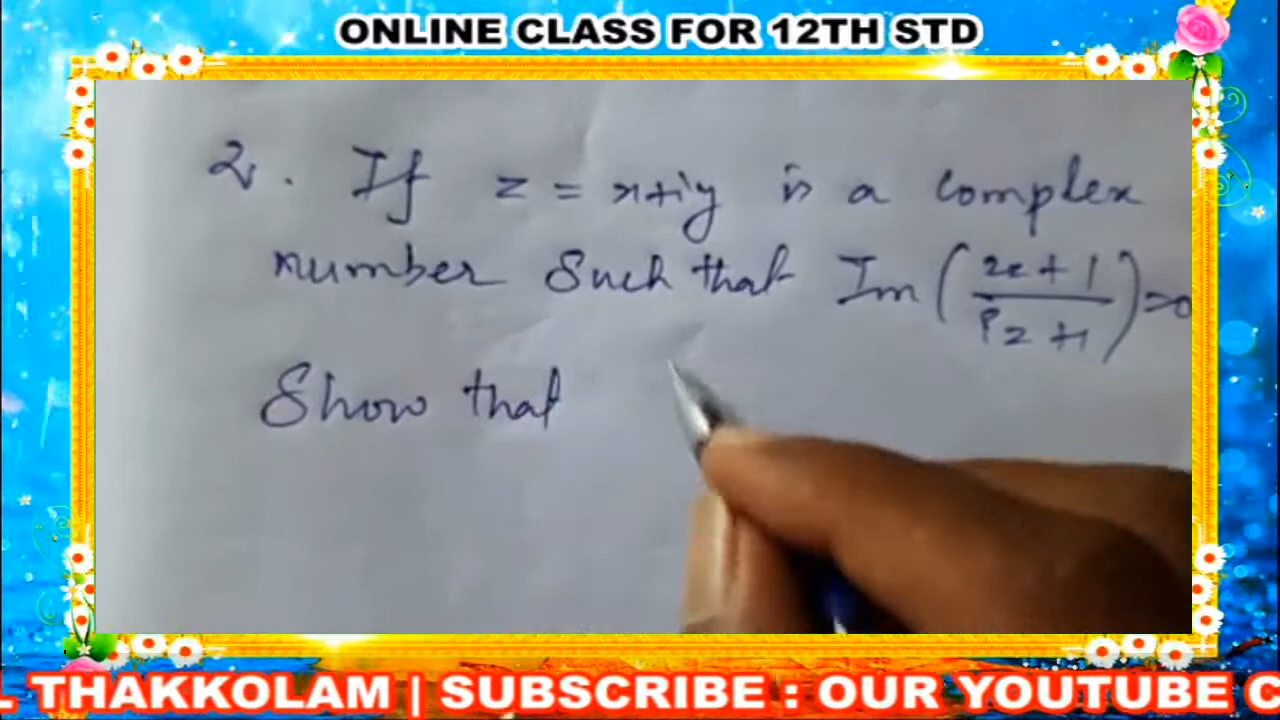 ONLINE CLASS FOR 12TH STD
2. If z = x+iy is a complex
number such that Im(2z+1/iz+1)=0
Show that
L THAKKOLAM | SUBSCRIBE : OUR YOUTUBE C